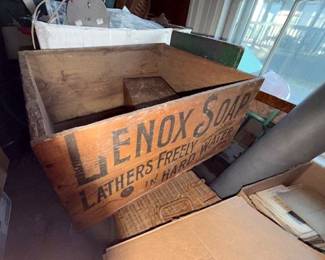 LENOX SOAP
LATHERS FREELY
IN HARD WATER